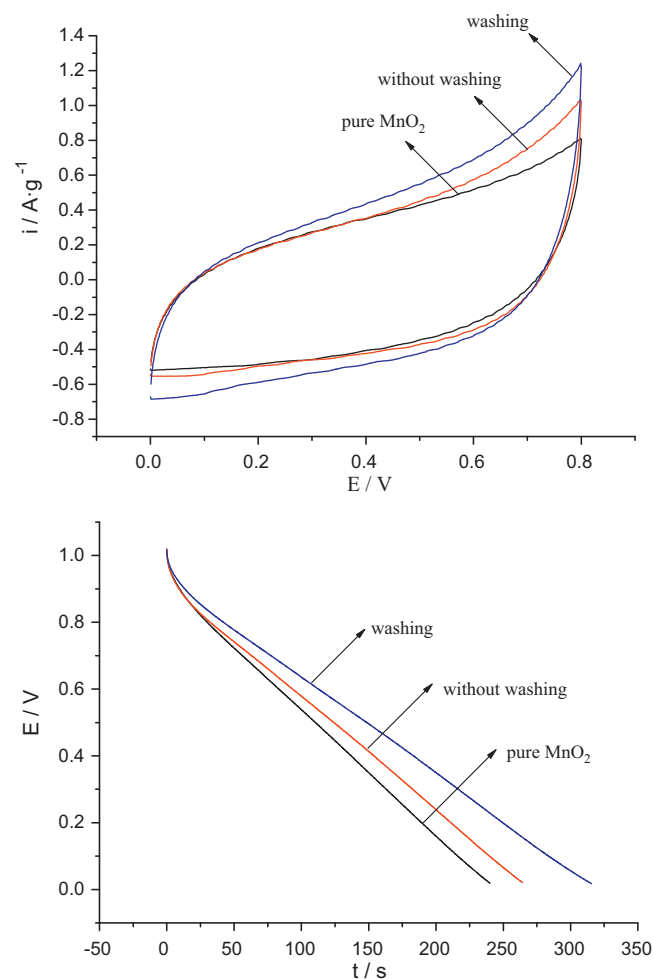 washing
without washing
pure MnO₂
i / A·g⁻¹
1.4
1.2
1.0
0.8
0.6
0.4
0.2
0.0
-0.2
-0.4
-0.6
-0.8
0.0 0.2 0.4 0.6 0.8
E / V
washing
without washing
pure MnO₂
E / V
1.0
0.8
0.6
0.4
0.2
0.0
-50 0 50 100 150 200 250 300 350
t / s